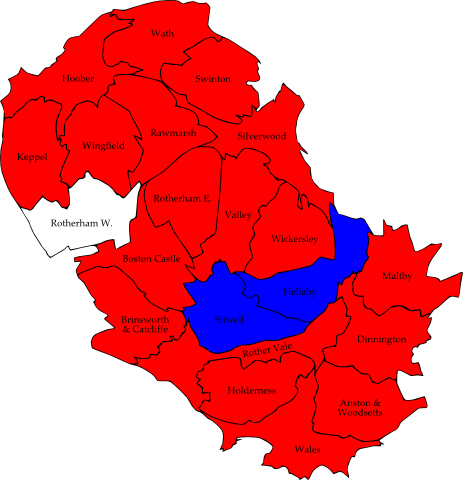 Wath
Hoober
Swinton
Rawmarsh
Silverwood
Wingfield
Keppel
Rotherham E.
Valley
Rotherham W.
Wickersley
Boston Castle
Maltby
Hellaby
Sitwell
Brinsworth
& Catcliffe
Dinnington
Rother Vale
Holderness
Anston &
Woodsetts
Wales